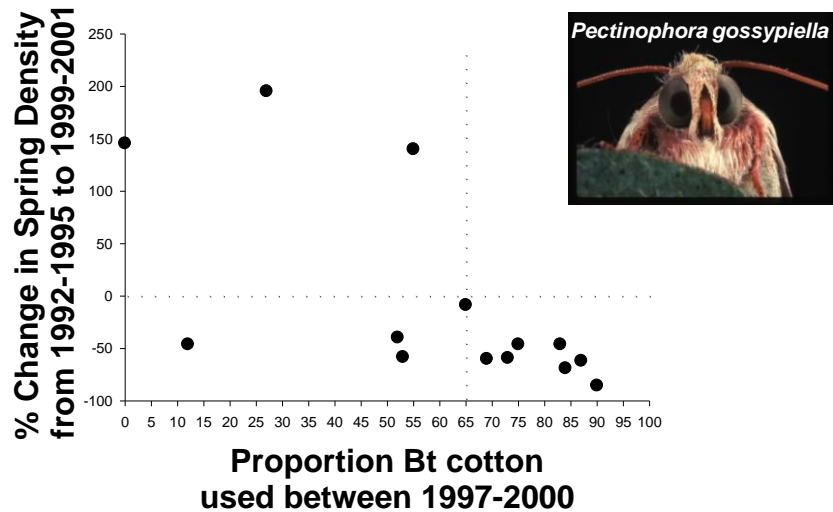 % Change in Spring Density
from 1992-1995 to 1999-2001
250
200
150
100
50
0
-50
-100
0 5 10 15 20 25 30 35 40 45 50 55 60 65 70 75 80 85 90 95 100
Proportion Bt cotton
used between 1997-2000
Pectinophora gossypiella